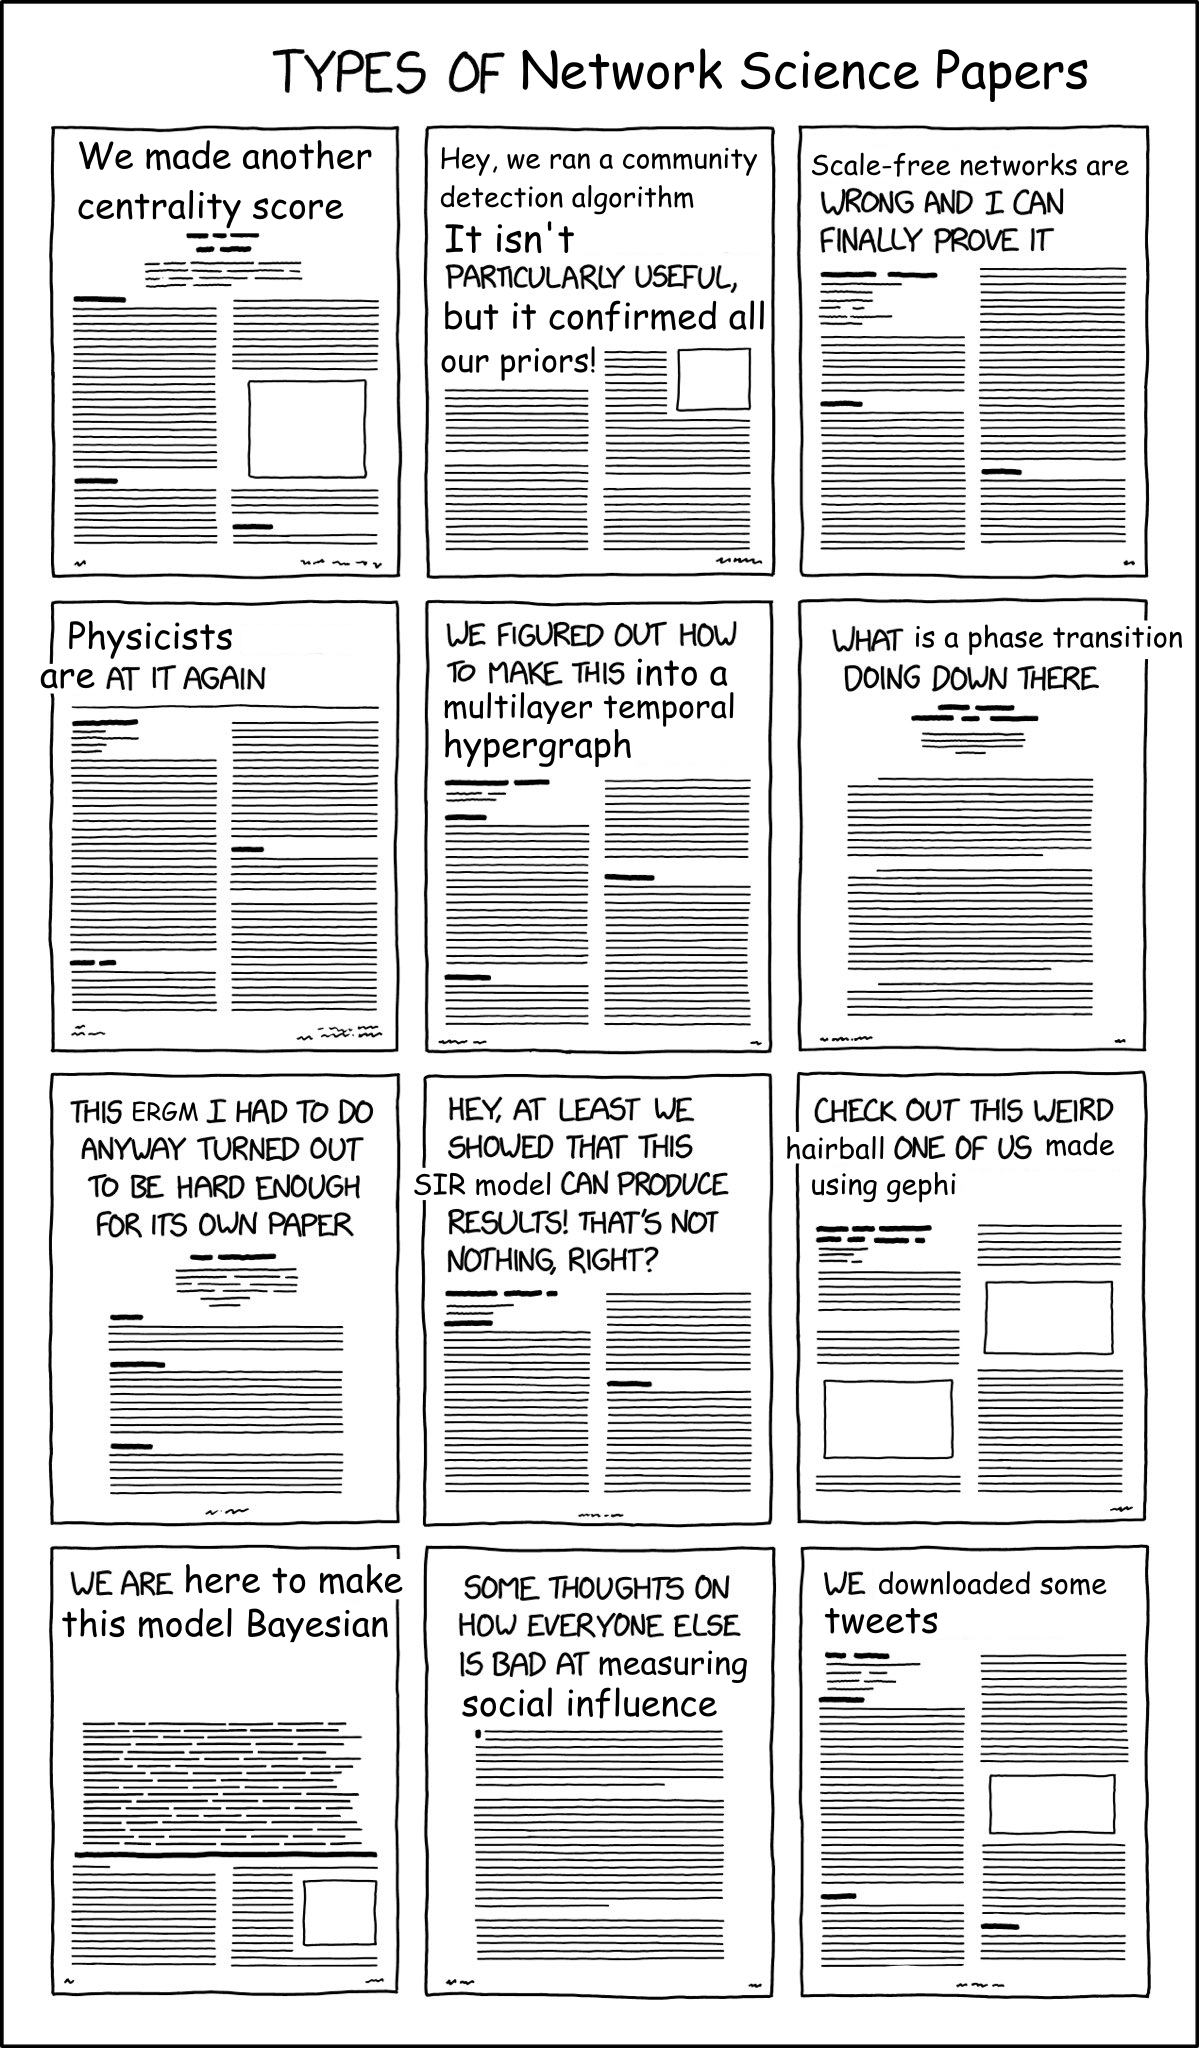 TYPES OF Network Science Papers
We made another
centrality score
Hey, we ran a community
detection algorithm
It isn't
PARTICULARLY USEFUL,
but it confirmed all
our priors!
Scale-free networks are
WRONG AND I CAN
FINALLY PROVE IT
Physicists
are AT IT AGAIN
WE FIGURED OUT HOW
TO MAKE THIS into a
multilayer temporal
hypergraph
WHAT is a phase transition
DOING DOWN THERE
THIS ERGM I HAD TO DO
ANYWAY TURNED OUT
TO BE HARD ENOUGH
FOR ITS OWN PAPER
HEY, AT LEAST WE
SHOWED THAT THIS
SIR model CAN PRODUCE
RESULTS! THAT'S NOT
NOTHING, RIGHT?
CHECK OUT THIS WEIRD
hairball ONE OF US made
using gephi
WE ARE here to make
this model Bayesian
SOME THOUGHTS ON
HOW EVERYONE ELSE
IS BAD AT measuring
social influence
WE downloaded some
tweets